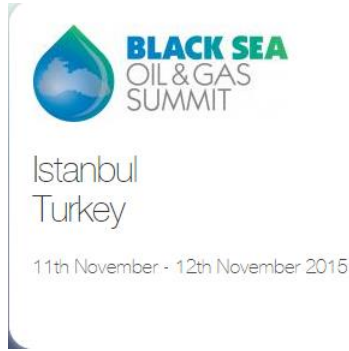 BLACK SEA
OIL & GAS
SUMMIT
Istanbul
Turkey
11th November - 12th November 2015